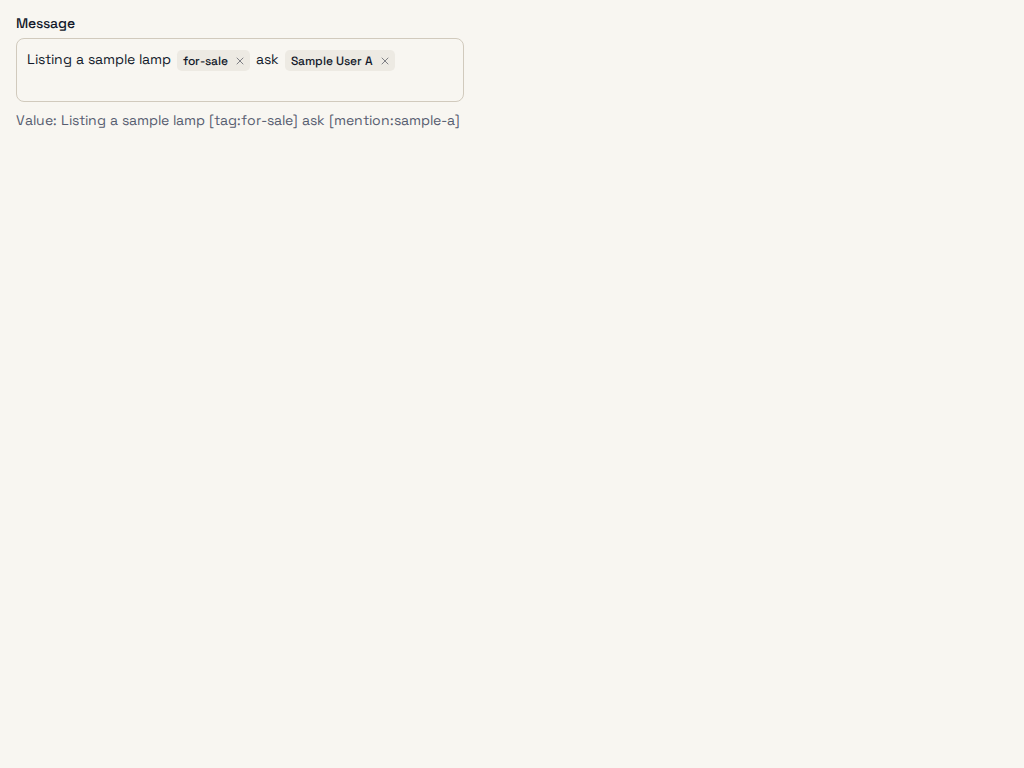 Message
Listing a sample lamp for-sale × ask Sample User A ×
Value: Listing a sample lamp [tag:for-sale] ask [mention:sample-a]